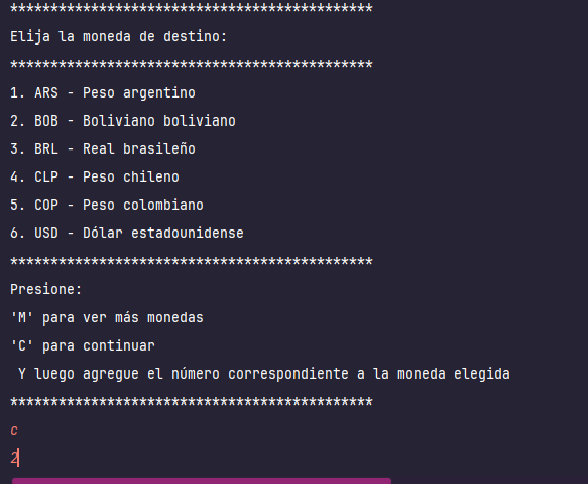 *********************************************
Elija la moneda de destino:
*********************************************
1. ARS - Peso argentino
2. BOB - Boliviano boliviano
3. BRL - Real brasileño
4. CLP - Peso chileno
5. COP - Peso colombiano
6. USD - Dólar estadounidense
*********************************************
Presione:
'M' para ver más monedas
'C' para continuar
 Y luego agregue el número correspondiente a la moneda elegida
*********************************************
c
2